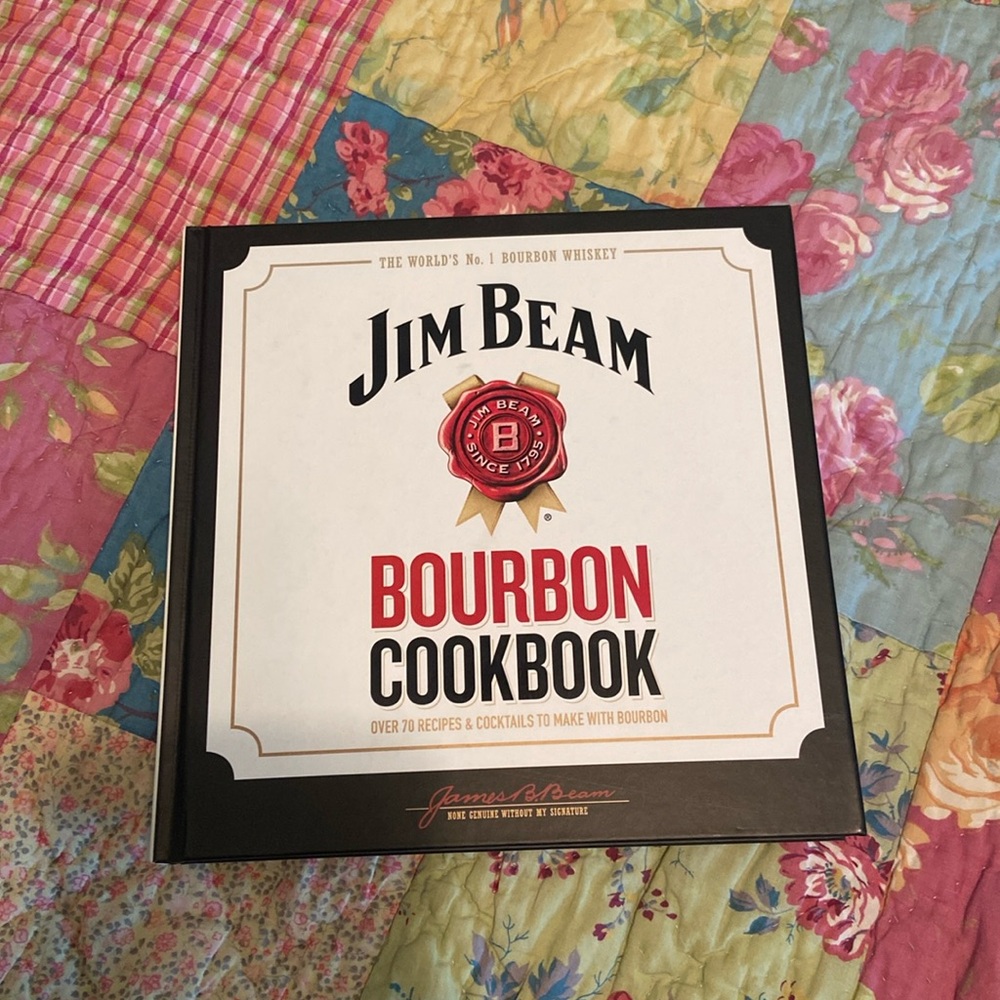 THE WORLD'S No. 1 BOURBON WHISKEY
JIM BEAM
JIM BEAM
B
SINCE 1795
®
BOURBON
COOKBOOK
OVER 70 RECIPES & COCKTAILS TO MAKE WITH BOURBON
James B. Beam
NONE GENUINE WITHOUT MY SIGNATURE